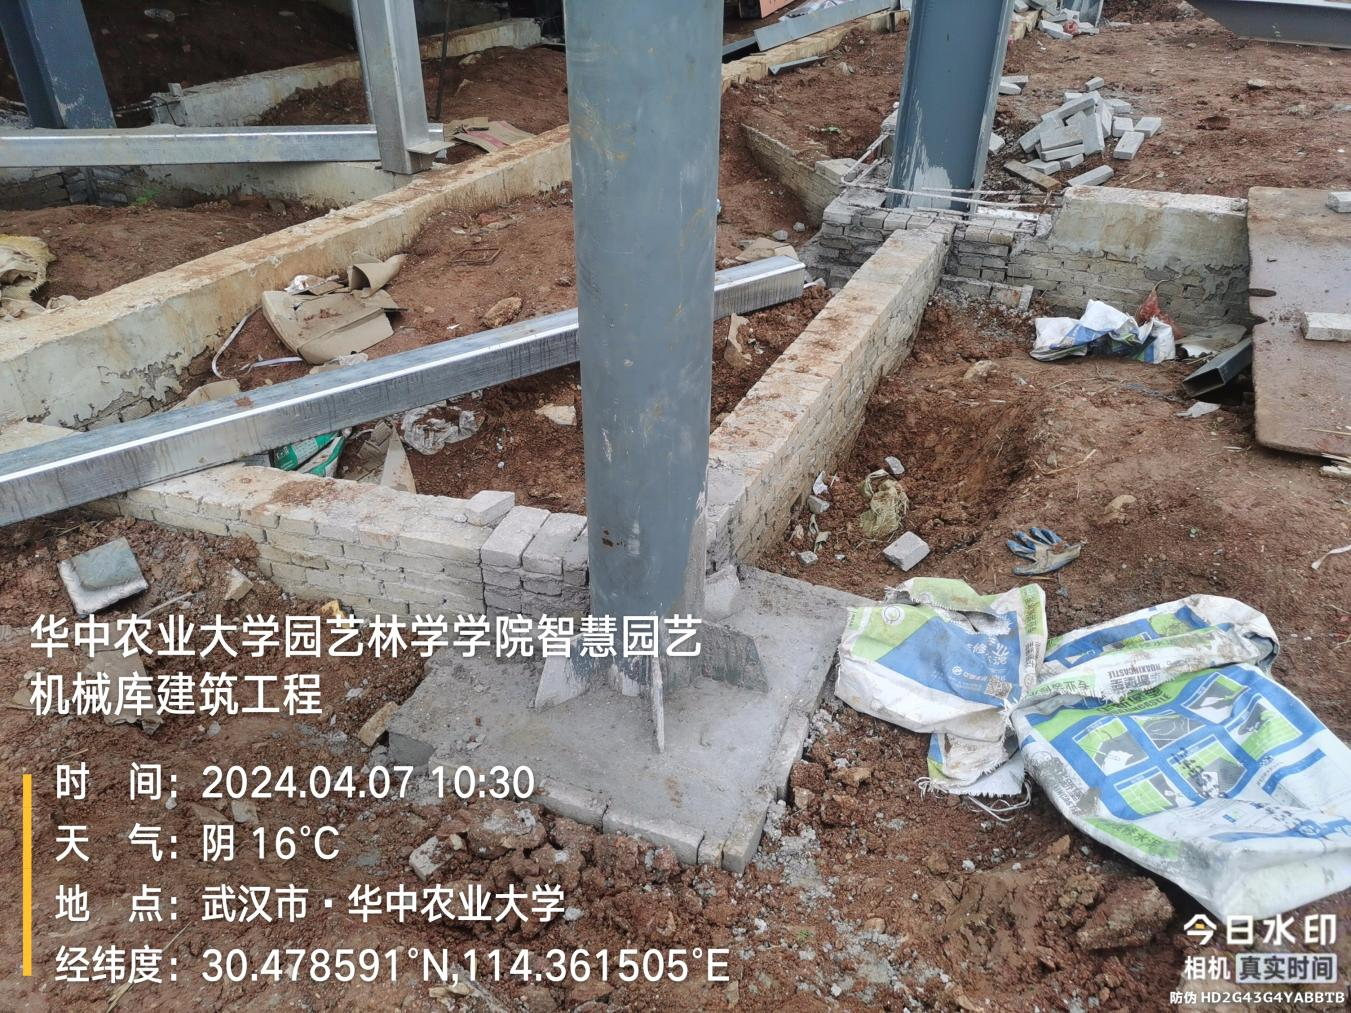 华中农业大学园艺林学学院智慧园艺
机械库建筑工程
时 间：2024.04.07 10:30
天 气：阴 16℃
地 点：武汉市·华中农业大学
经纬度：30.478591°N,114.361505°E
今日水印
相机 真实时间
防伪 HD2G43G4YABBTB